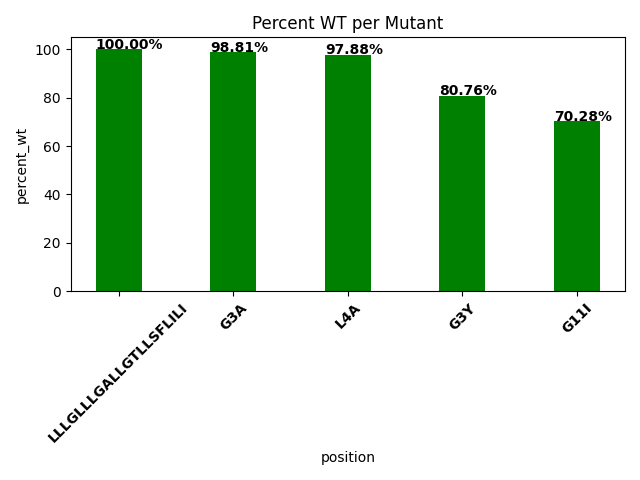 Percent WT per Mutant
100.00%
98.81%
97.88%
80.76%
70.28%
percent_wt
100
80
60
40
20
0
LLLGLLLGALLGTLLSFLILI
G3A
L4A
G3Y
G11I
position